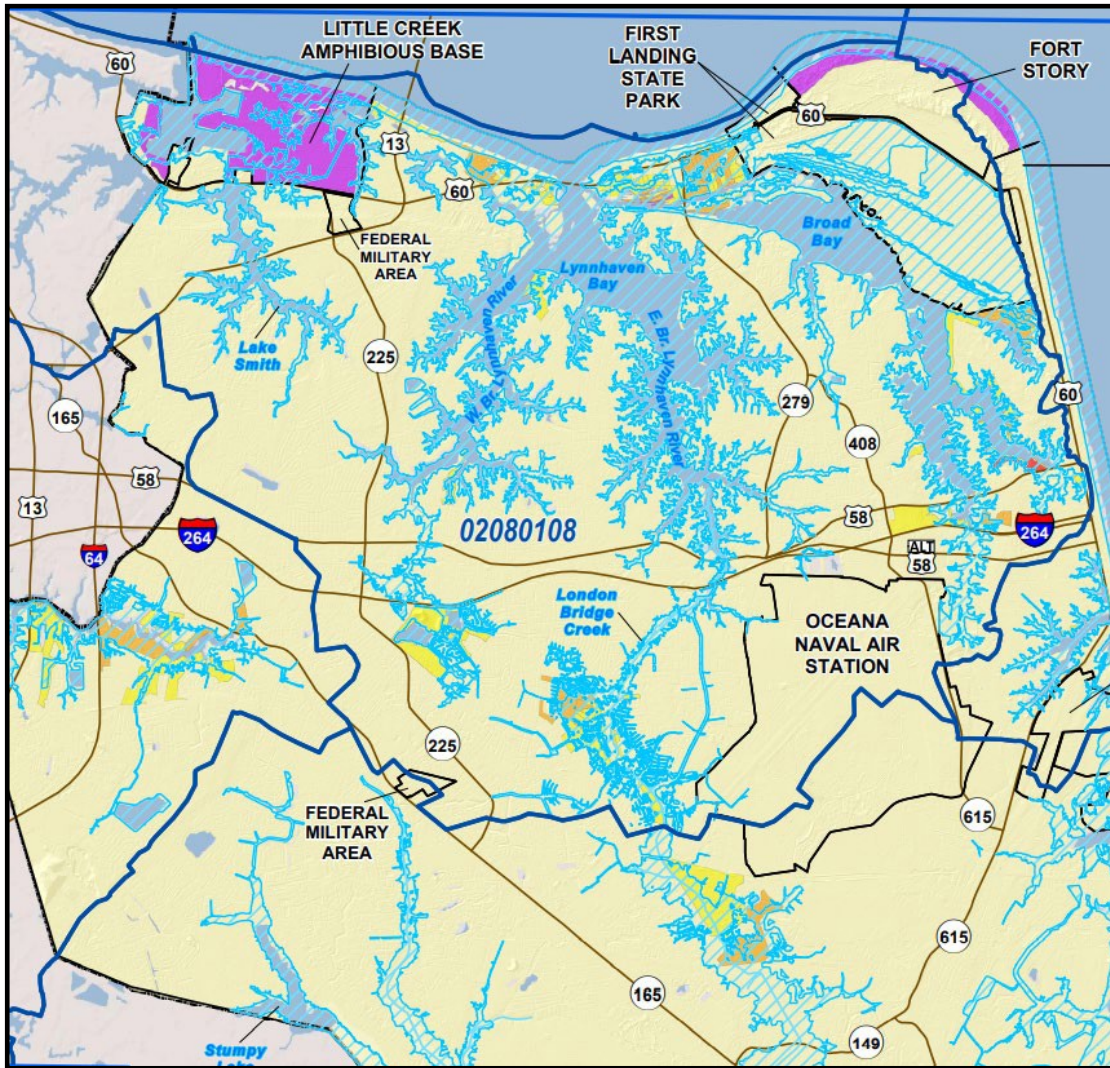 LITTLE CREEK
AMPHIBIOUS BASE
FIRST
LANDING
STATE
PARK
FORT
STORY
60
13
60
60
FEDERAL
MILITARY
AREA
Broad
Bay
Lynnhaven
Bay
W. Br. Lynnhaven River
E. Br. Lynnhaven River
Lake
Smith
225
279
60
165
408
58
13
264
64
02080108
58
264
ALT
58
London
Bridge
Creek
OCEANA
NAVAL AIR
STATION
225
FEDERAL
MILITARY
AREA
615
615
165
149
Stumpy
Lake